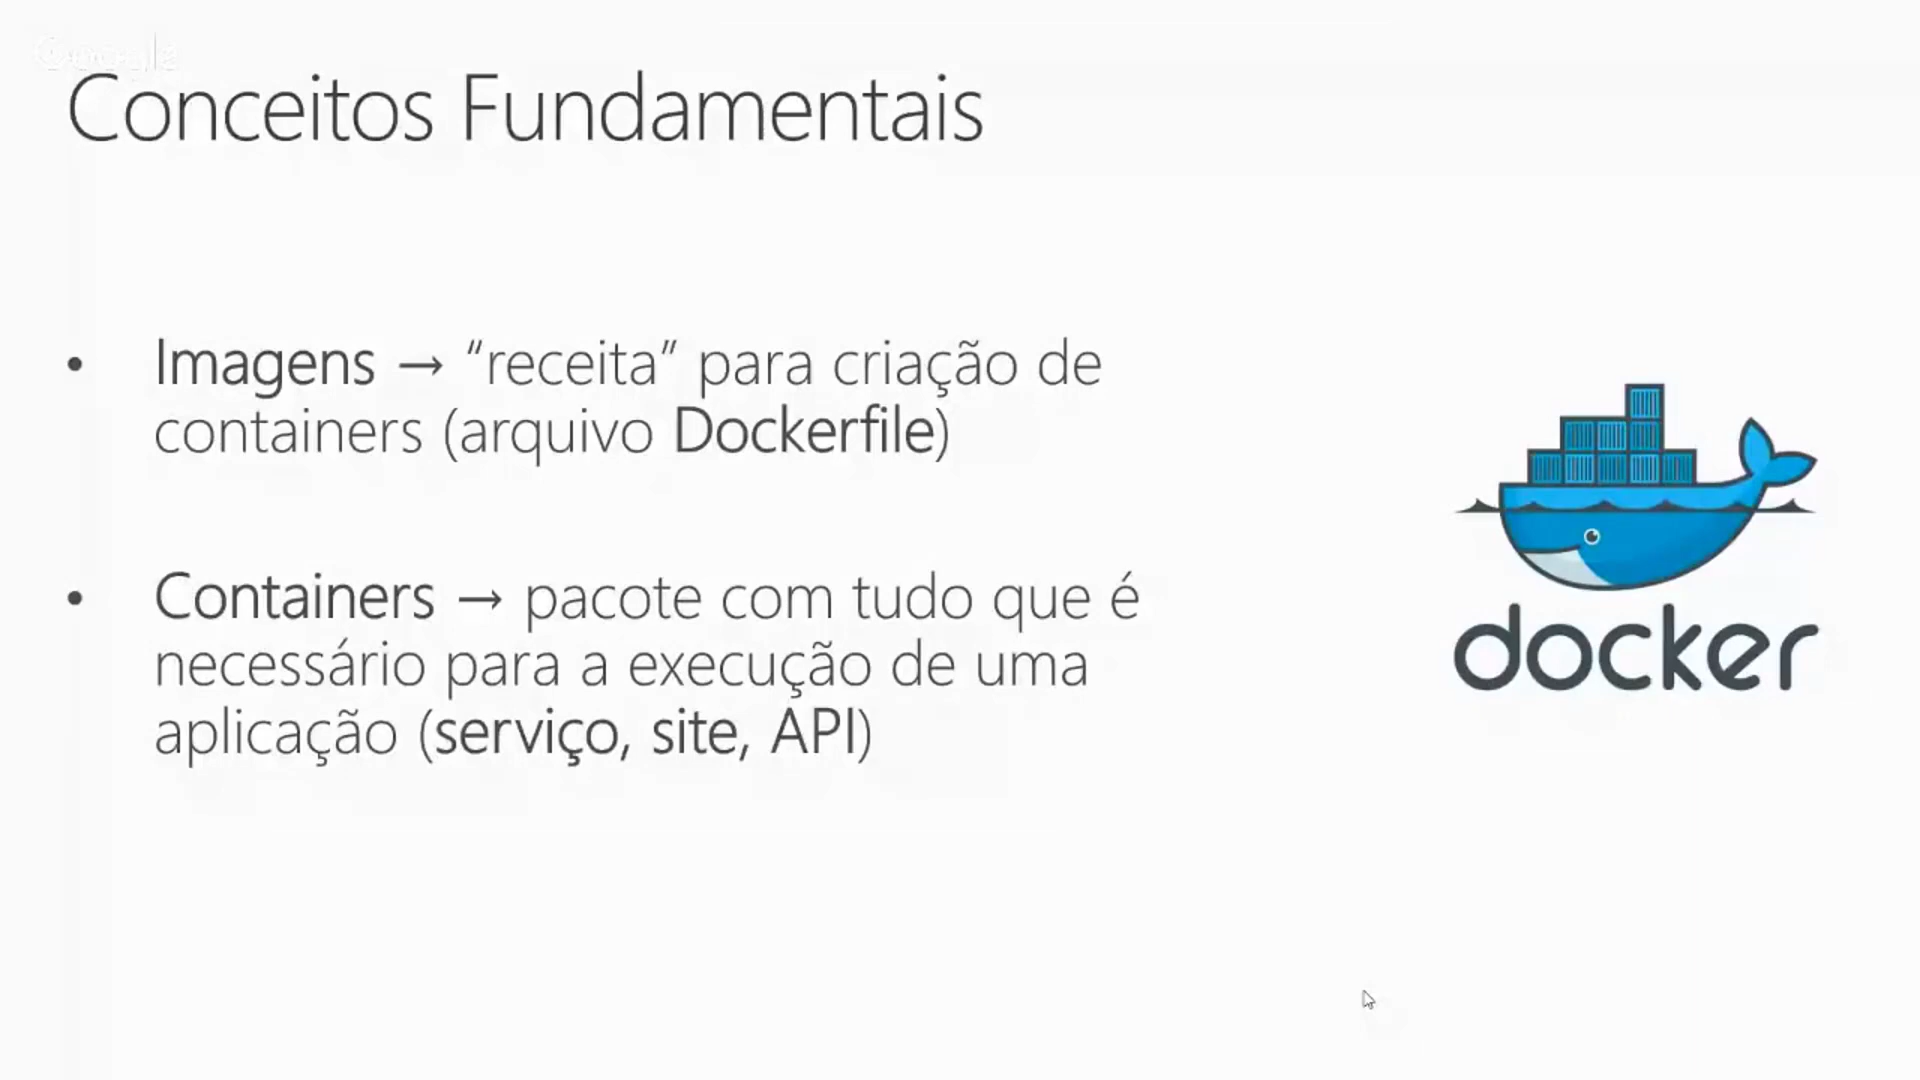 Google
Conceitos Fundamentais
• Imagens → “receita” para criação de
containers (arquivo Dockerfile)
• Containers → pacote com tudo que é
necessário para a execução de uma
aplicação (serviço, site, API)
docker